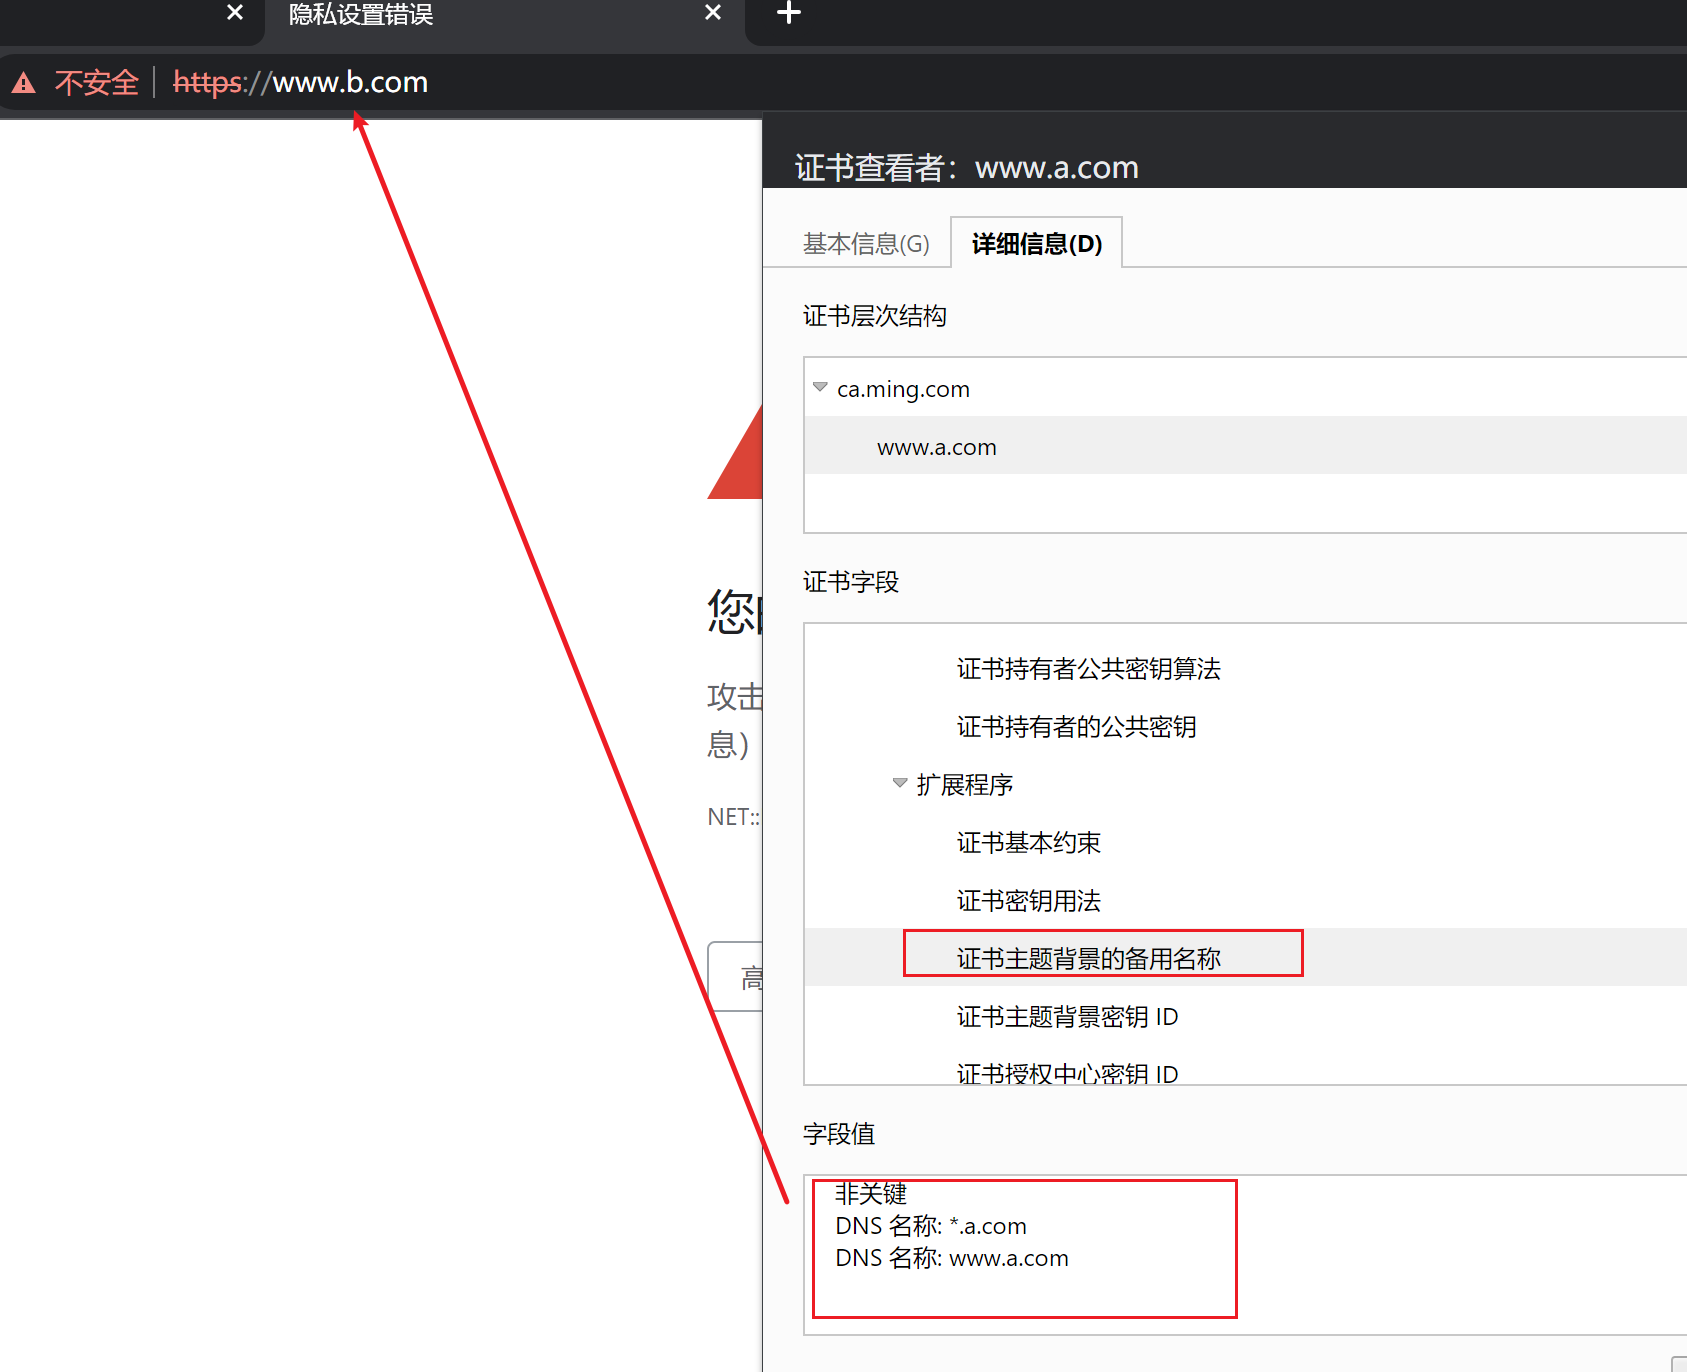 隐私设置错误
不安全 https://www.b.com
证书查看者：www.a.com
基本信息(G) 详细信息(D)
证书层次结构
ca.ming.com
www.a.com
证书字段
证书持有者公共密钥算法
证书持有者的公共密钥
扩展程序
证书基本约束
证书密钥用法
证书主题背景的备用名称
证书主题背景密钥 ID
证书授权中心密钥 ID
字段值
非关键
DNS 名称: *.a.com
DNS 名称: www.a.com
您
攻击
息）
NET::
高